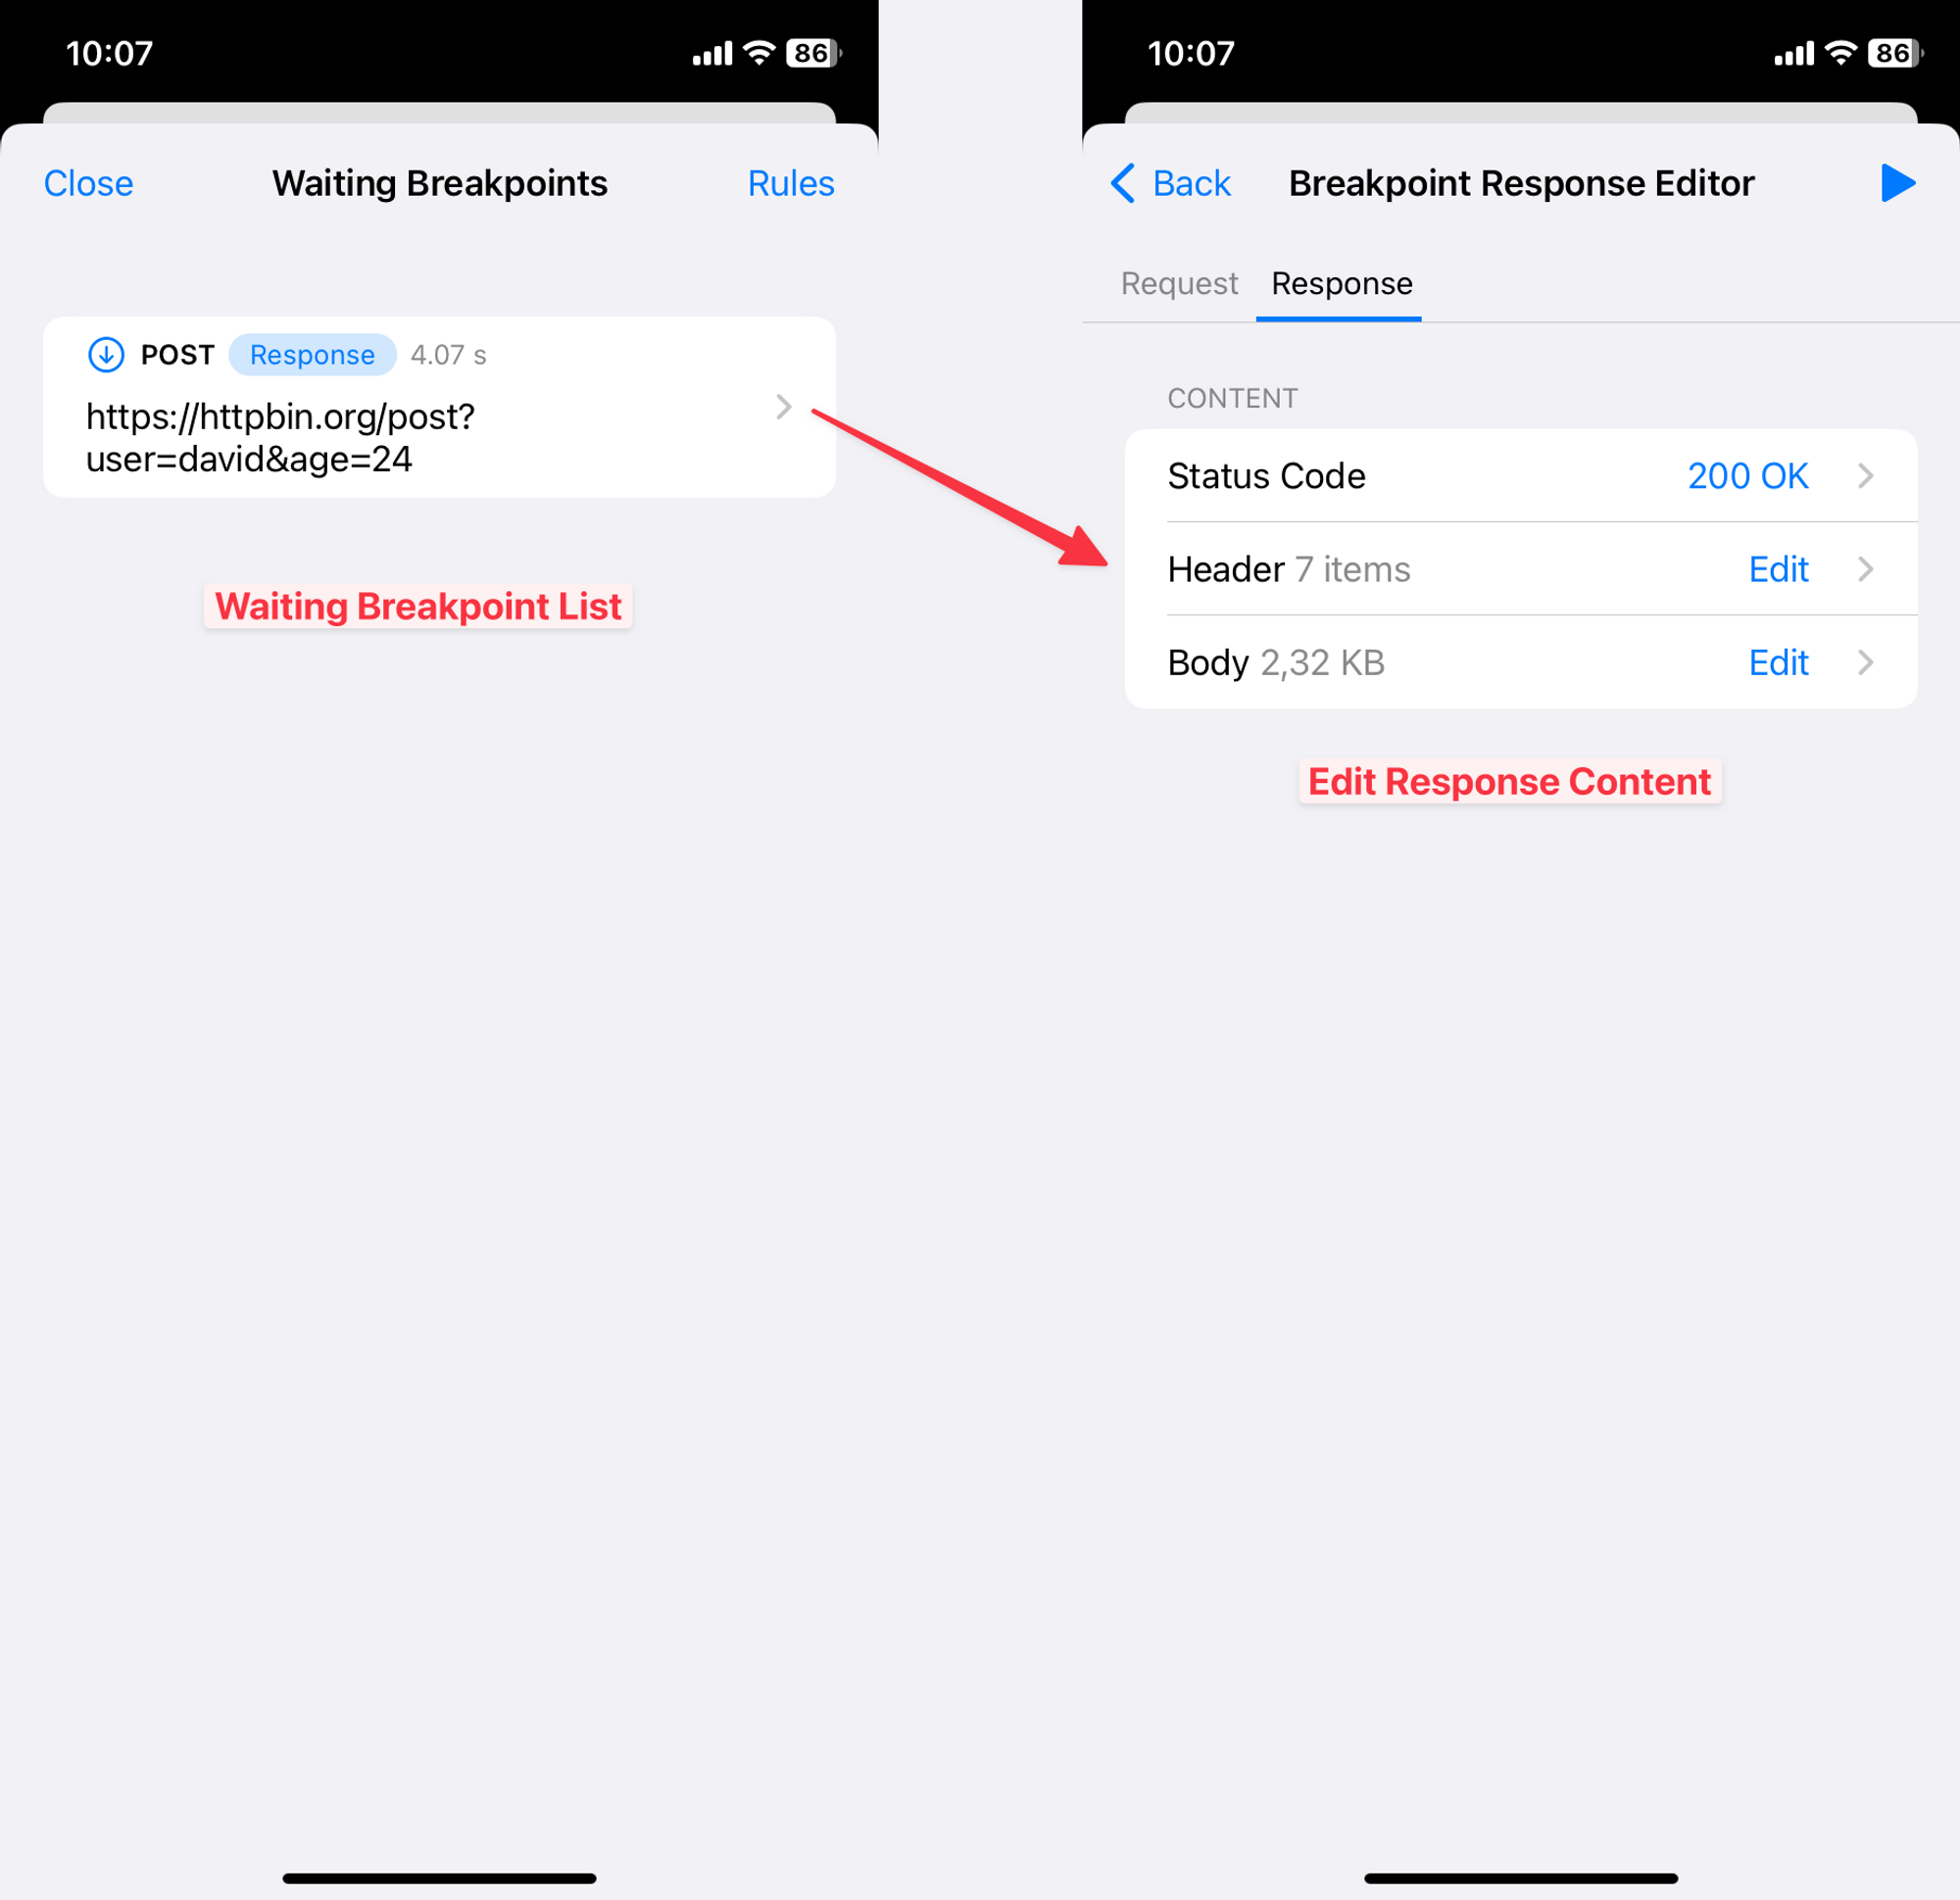 10:07
86
Close
Waiting Breakpoints
Rules
POST Response 4.07 s
https://httpbin.org/post?
user=david&age=24
Waiting Breakpoint List
10:07
86
Back
Breakpoint Response Editor
Request
Response
CONTENT
Status Code 200 OK
Header 7 items Edit
Body 2,32 KB Edit
Edit Response Content